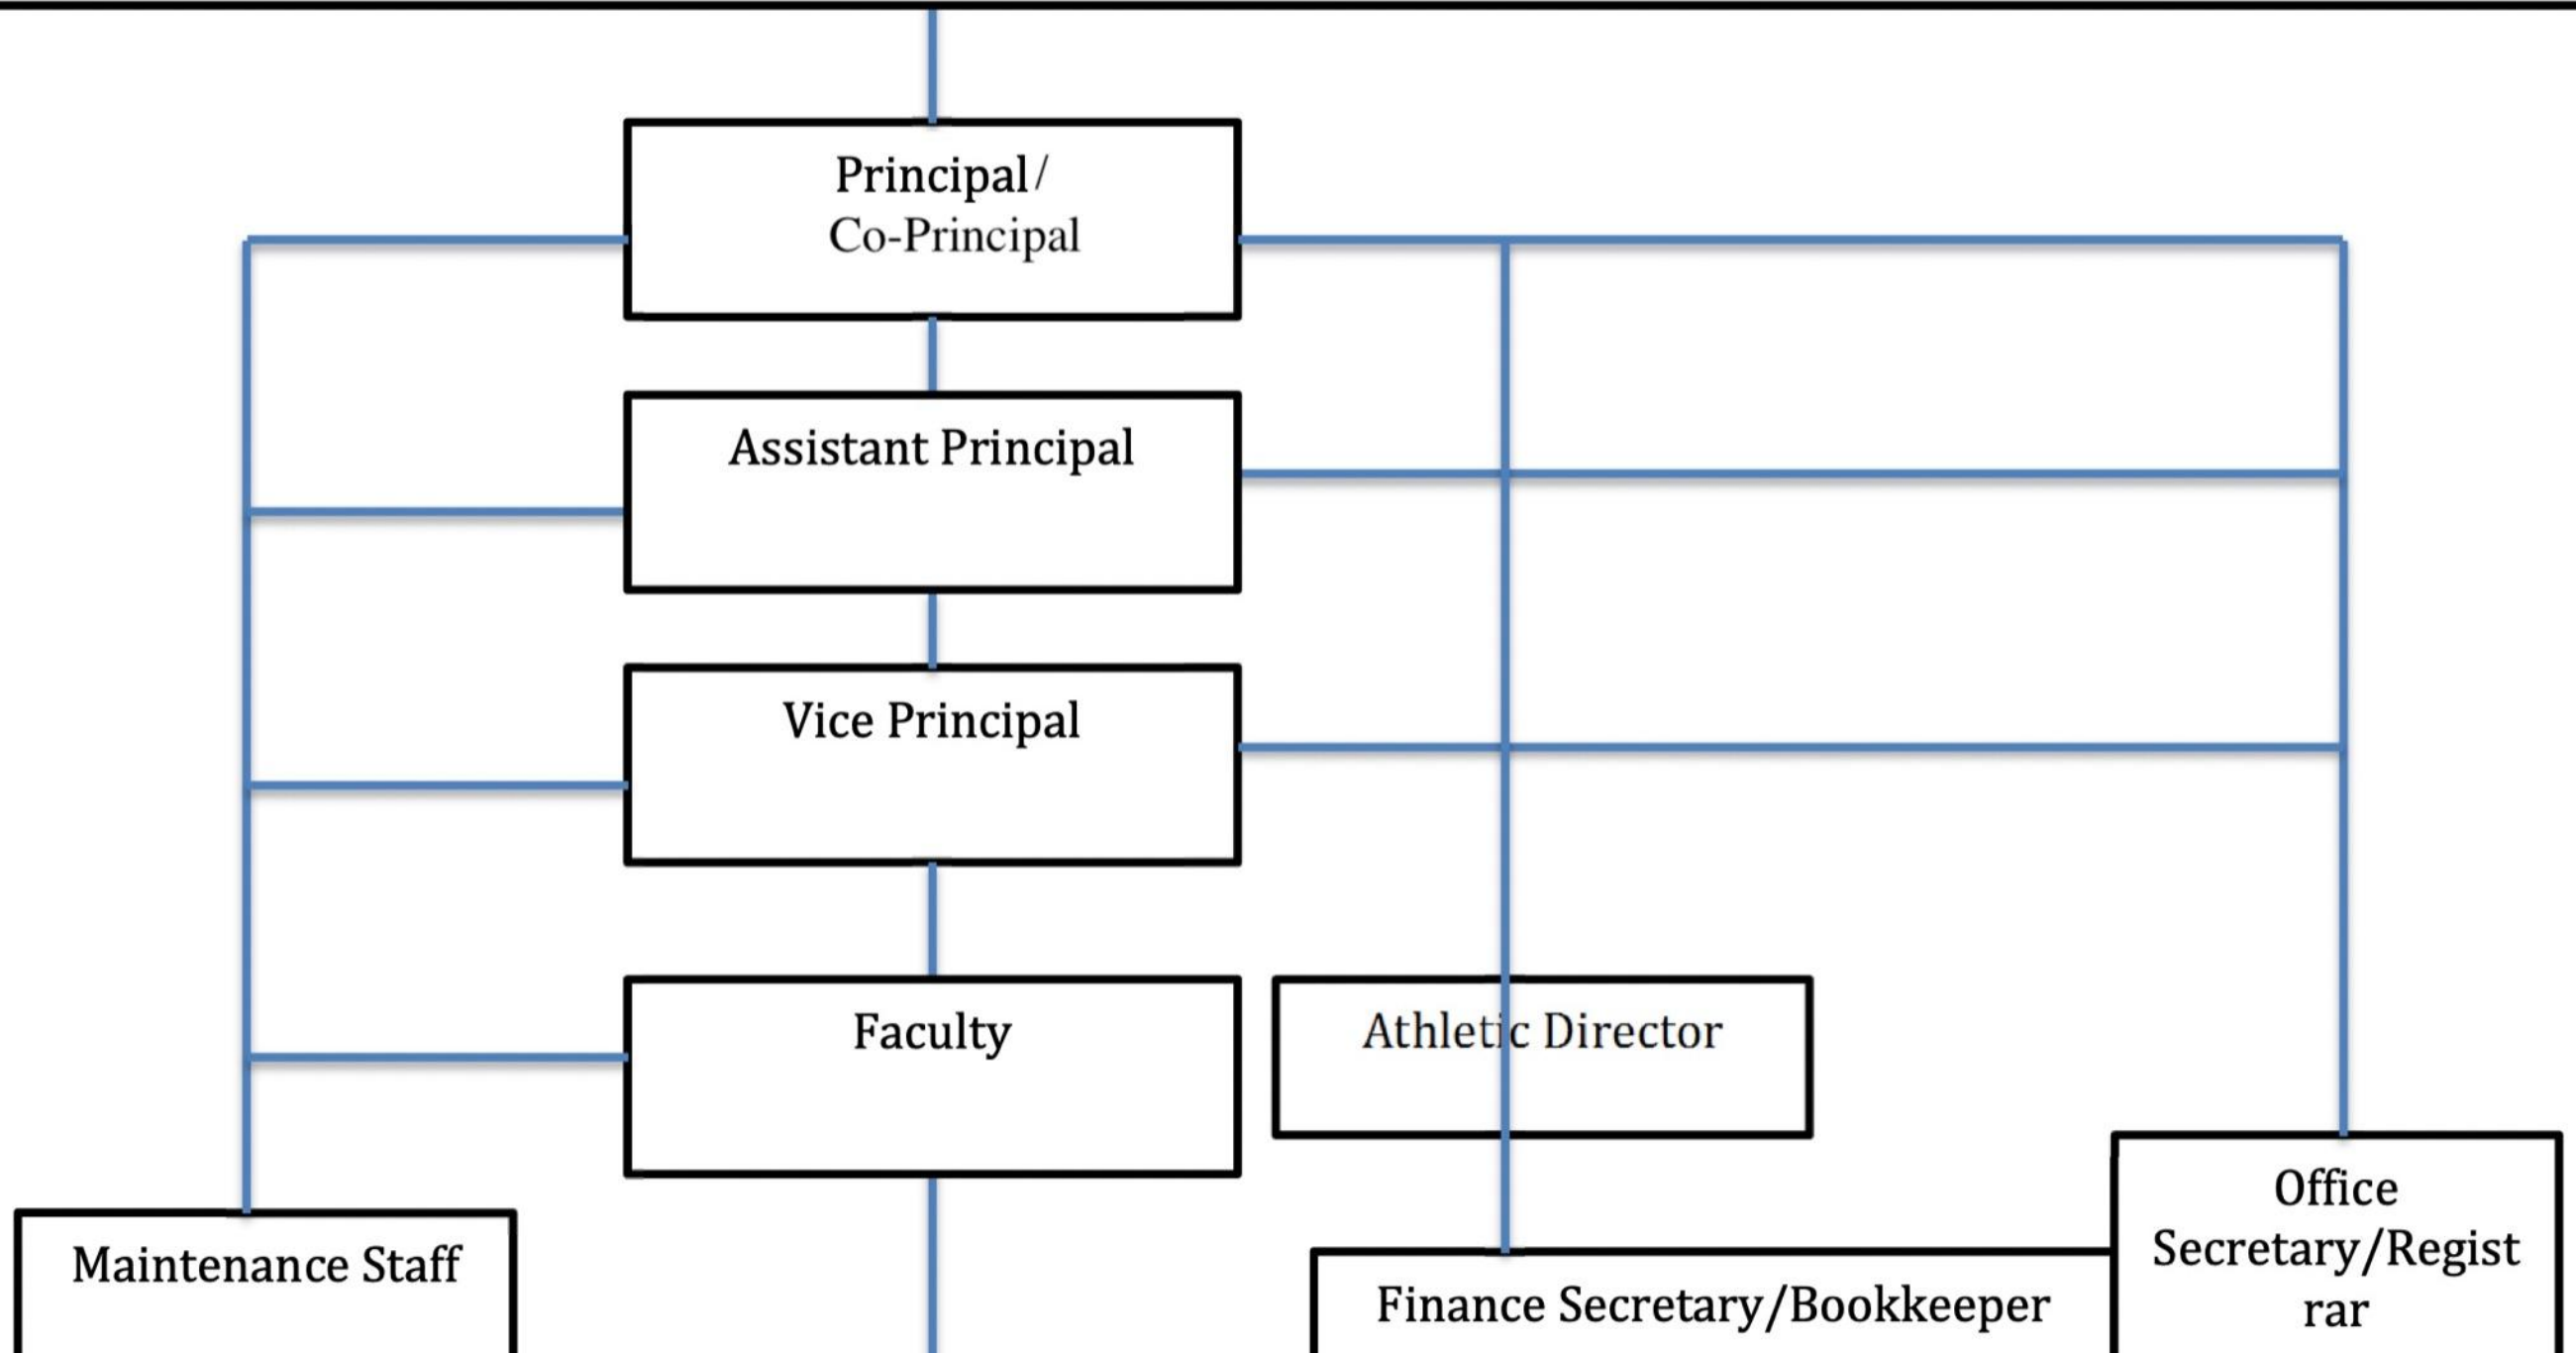 Principal/
Co-Principal
Assistant Principal
Vice Principal
Faculty
Athletic Director
Maintenance Staff
Finance Secretary/Bookkeeper
Office
Secretary/Regist
rar